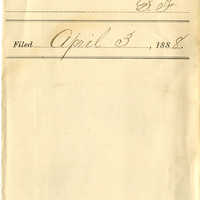 E. F.
Filed April 3, 1888.